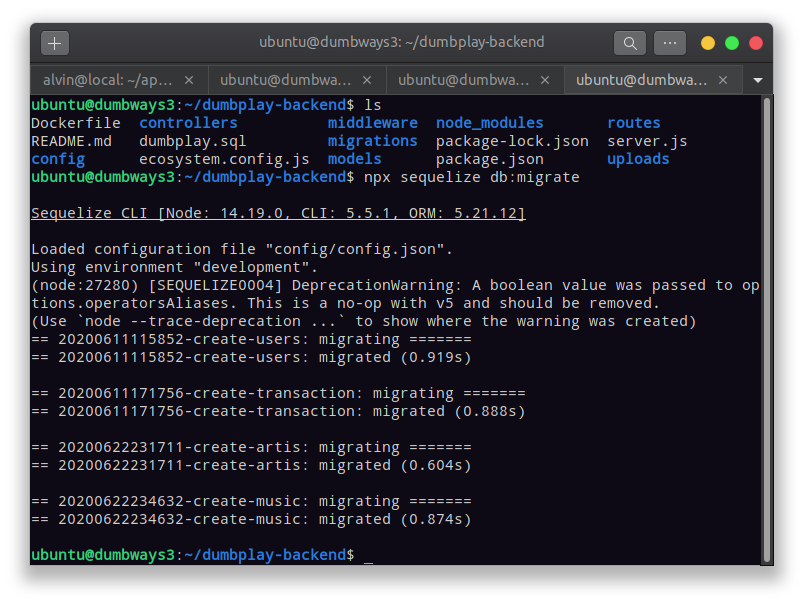 ubuntu@dumbways3: ~/dumbplay-backend
alvin@local: ~/ap... × ubuntu@dumbwa... × ubuntu@dumbwa... × ubuntu@dumbwa... ×
ubuntu@dumbways3:~/dumbplay-backend$ ls
Dockerfile controllers middleware node_modules routes
README.md dumbplay.sql migrations package-lock.json server.js
config ecosystem.config.js models package.json uploads
ubuntu@dumbways3:~/dumbplay-backend$ npx sequelize db:migrate
Sequelize CLI [Node: 14.19.0, CLI: 5.5.1, ORM: 5.21.12]
Loaded configuration file "config/config.json".
Using environment "development".
(node:27280) [SEQUELIZE0004] DeprecationWarning: A boolean value was passed to op
tions.operatorsAliases. This is a no-op with v5 and should be removed.
(Use `node --trace-deprecation ...` to show where the warning was created)
== 20200611115852-create-users: migrating =======
== 20200611115852-create-users: migrated (0.919s)
== 20200611171756-create-transaction: migrating =======
== 20200611171756-create-transaction: migrated (0.888s)
== 20200622231711-create-artis: migrating =======
== 20200622231711-create-artis: migrated (0.604s)
== 20200622234632-create-music: migrating =======
== 20200622234632-create-music: migrated (0.874s)
ubuntu@dumbways3:~/dumbplay-backend$ _